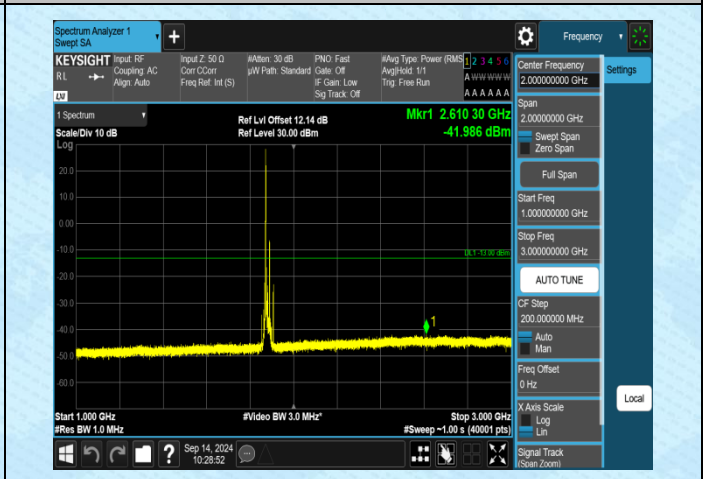 Spectrum Analyzer 1
Swept SA
Frequency
KEYSIGHT
RL
LXI
Input: RF
Coupling: AC
Align: Auto
Input Z: 50 Ω
Corr CCorr
Freq Ref: Int (S)
#Atten: 30 dB
µW Path: Standard
PNO: Fast
Gate: Off
IF Gain: Low
Sig Track: Off
#Avg Type: Power (RMS
Avg|Hold: 1/1
Trig: Free Run
1 2 3 4 5 6
A W W W W W
A A A A A A
1 Spectrum
Scale/Div 10 dB
Log
Ref Lvl Offset 12.14 dB
Ref Level 30.00 dBm
Mkr1 2.610 30 GHz
-41.986 dBm
20.0
10.0
0.00
-10.0
DL1 -13.00 dBm
-20.0
-30.0
-40.0
1
-50.0
-60.0
Start 1.000 GHz
#Video BW 3.0 MHz*
Stop 3.000 GHz
#Res BW 1.0 MHz
#Sweep ~1.00 s (40001 pts)
Center Frequency
2.000000000 GHz
Settings
Span
2.00000000 GHz
Swept Span
Zero Span
Full Span
Start Freq
1.000000000 GHz
Stop Freq
3.000000000 GHz
AUTO TUNE
CF Step
200.000000 MHz
Auto
Man
Freq Offset
0 Hz
X Axis Scale
Log
Lin
Local
Signal Track
(Span Zoom)
?
Sep 14, 2024
10:28:52